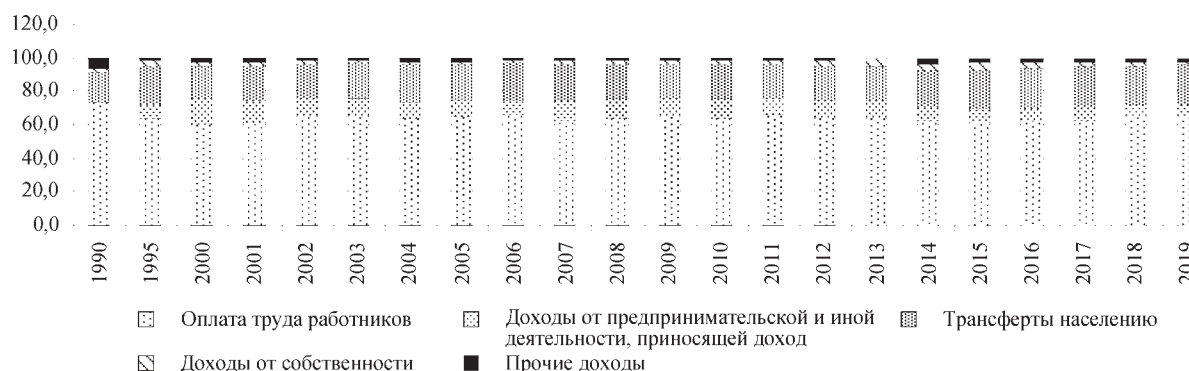 120,0
100,0
80,0
60,0
40,0
20,0
0,0
1990 1995 2000 2001 2002 2003 2004 2005 2006 2007 2008 2009 2010 2011 2012 2013 2014 2015 2016 2017 2018 2019
Оплата труда работников
Доходы от предпринимательской и иной
деятельности, приносящей доход
Трансферты населению
Доходы от собственности
Прочие доходы